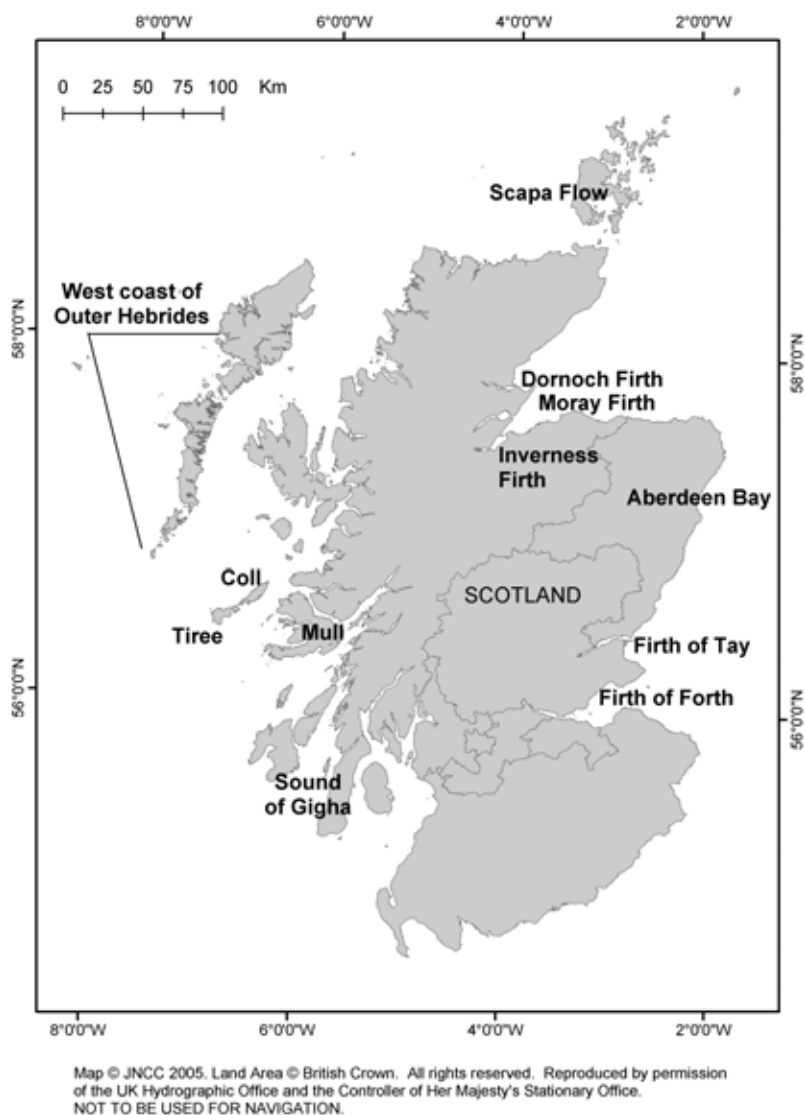 8°0'0"W 6°0'0"W 4°0'0"W 2°0'0"W
0 25 50 75 100 Km
Scapa Flow
West coast of
Outer Hebrides
58°0'0"N
58°0'0"N
Dornoch Firth
Moray Firth
Inverness
Firth
Aberdeen Bay
Coll
SCOTLAND
Tiree
Mull
Firth of Tay
56°0'0"N
Firth of Forth
56°0'0"N
Sound
of Gigha
8°0'0"W 6°0'0"W 4°0'0"W 2°0'0"W
Map © JNCC 2005. Land Area © British Crown. All rights reserved. Reproduced by permission
of the UK Hydrographic Office and the Controller of Her Majesty's Stationary Office.
NOT TO BE USED FOR NAVIGATION.